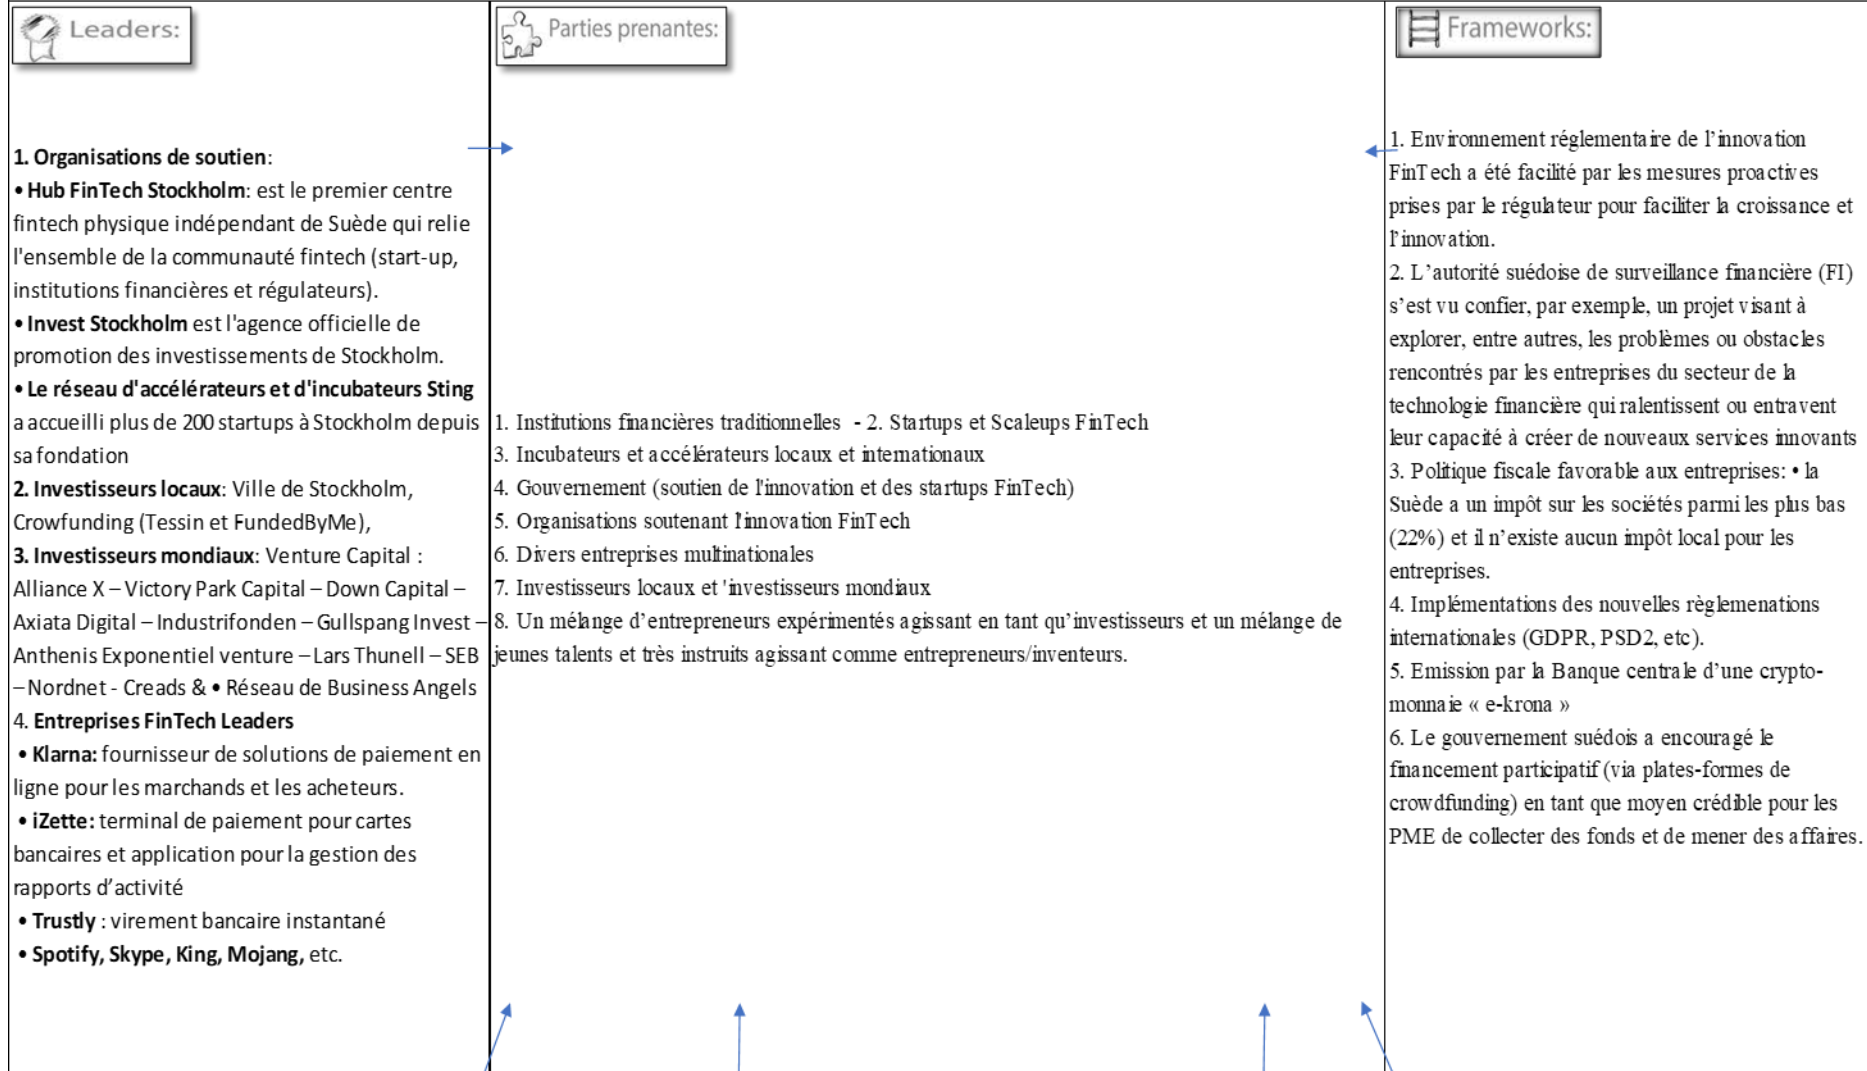 Leaders:
1. Organisations de soutien:
• Hub FinTech Stockholm: est le premier centre
fintech physique indépendant de Suède qui relie
l'ensemble de la communauté fintech (start-up,
institutions financières et régulateurs).
• Invest Stockholm est l'agence officielle de
promotion des investissements de Stockholm.
• Le réseau d'accélérateurs et d'incubateurs Sting
a accueilli plus de 200 startups à Stockholm depuis
sa fondation
2. Investisseurs locaux: Ville de Stockholm,
Crowfunding (Tessin et FundedByMe),
3. Investisseurs mondiaux: Venture Capital :
Alliance X – Victory Park Capital – Down Capital –
Axiata Digital – Industrifonden – Gullspang Invest –
Anthenis Exponentiel venture – Lars Thunell – SEB
– Nordnet - Creads & • Réseau de Business Angels
4. Entreprises FinTech Leaders
• Klarna: fournisseur de solutions de paiement en
ligne pour les marchands et les acheteurs.
• iZette: terminal de paiement pour cartes
bancaires et application pour la gestion des
rapports d’activité
• Trustly : virement bancaire instantané
• Spotify, Skype, King, Mojang, etc.
Parties prenantes:
1. Institutions financières traditionnelles - 2. Startups et Scaleups FinTech
3. Incubateurs et accélérateurs locaux et internationaux
4. Gouvernement (soutien de l'innovation et des startups FinTech)
5. Organisations soutenant l'innovation FinTech
6. Divers entreprises multinationales
7. Investisseurs locaux et 'investisseurs mondiaux
8. Un mélange d’entrepreneurs expérimentés agissant en tant qu’investisseurs et un mélange de
jeunes talents et très instruits agissant comme entrepreneurs/inventeurs.
Frameworks:
1. Environnement réglementaire de l’innovation
FinTech a été facilité par les mesures proactives
prises par le régulateur pour faciliter la croissance et
l’innovation.
2. L’autorité suédoise de surveillance financière (FI)
s’est vu confier, par exemple, un projet visant à
explorer, entre autres, les problèmes ou obstacles
rencontrés par les entreprises du secteur de la
technologie financière qui ralentissent ou entravent
leur capacité à créer de nouveaux services innovants
3. Politique fiscale favorable aux entreprises: • la
Suède a un impôt sur les sociétés parmi les plus bas
(22%) et il n’existe aucun impôt local pour les
entreprises.
4. Implémentations des nouvelles règlemenations
internationales (GDPR, PSD2, etc).
5. Emission par la Banque centrale d’une crypto-
monnaie « e-krona »
6. Le gouvernement suédois a encouragé le
financement participatif (via plates-formes de
crowdfunding) en tant que moyen crédible pour les
PME de collecter des fonds et de mener des affaires.